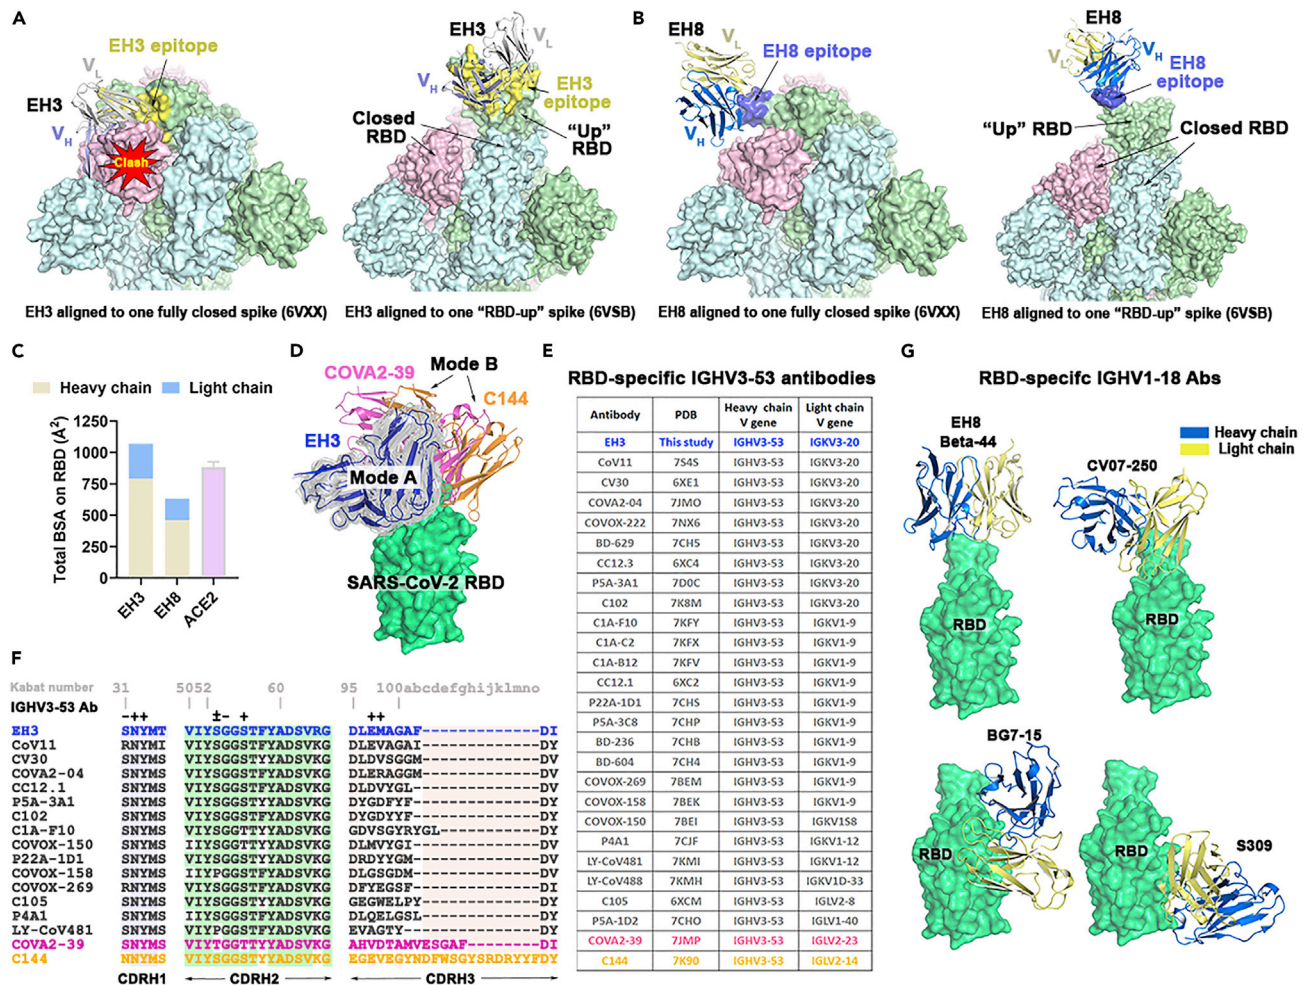 A
EH3 epitope
VL
EH3
VH
Clash
EH3 aligned to one fully closed spike (6VXX)
EH3
VL
VH
EH3
epitope
Closed
RBD
“Up”
RBD
EH3 aligned to one “RBD-up” spike (6VSB)
B
EH8
VL
EH8 epitope
VH
EH8 aligned to one fully closed spike (6VXX)
EH8
VL
VH
EH8
epitope
“Up” RBD
Closed RBD
EH8 aligned to one “RBD-up” spike (6VSB)
C
Heavy chain Light chain
Total BSA on RBD (Å2)
1250
1000
750
500
250
0
EH3
EH8
ACE2
D
Mode B
COVA2-39
C144
EH3
Mode A
SARS-CoV-2 RBD
E
RBD-specific IGHV3-53 antibodies
Antibody PDB Heavy chain V gene Light chain V gene
EH3 This study IGHV3-53 IGKV3-20
CoV11 7S4S IGHV3-53 IGKV3-20
CV30 6XE1 IGHV3-53 IGKV3-20
COVA2-04 7JMO IGHV3-53 IGKV3-20
COVOX-222 7NX6 IGHV3-53 IGKV3-20
BD-629 7CH5 IGHV3-53 IGKV3-20
CC12.3 6XC4 IGHV3-53 IGKV3-20
P5A-3A1 7D0C IGHV3-53 IGKV3-20
C102 7K8M IGHV3-53 IGKV3-20
C1A-F10 7KFY IGHV3-53 IGKV1-9
C1A-C2 7KFX IGHV3-53 IGKV1-9
C1A-B12 7KFV IGHV3-53 IGKV1-9
CC12.1 6XC2 IGHV3-53 IGKV1-9
P22A-1D1 7CHS IGHV3-53 IGKV1-9
P5A-3C8 7CHP IGHV3-53 IGKV1-9
BD-236 7CHB IGHV3-53 IGKV1-9
BD-604 7CH4 IGHV3-53 IGKV1-9
COVOX-269 7BEM IGHV3-53 IGKV1-9
COVOX-158 7BEK IGHV3-53 IGKV1-9
COVOX-150 7BEI IGHV3-53 IGKV1S8
P4A1 7CJF IGHV3-53 IGKV1-12
LY-CoV481 7KMI IGHV3-53 IGKV1-12
LY-CoV488 7KMH IGHV3-53 IGKV1D-33
C105 6XCM IGHV3-53 IGLV2-8
P5A-1D2 7CHO IGHV3-53 IGLV1-40
COVA2-39 7JMP IGHV3-53 IGLV2-23
C144 7K90 IGHV3-53 IGLV2-14
F
Kabat number 31 5052 60 95 100abcdefghijklmno
IGHV3-53 Ab
-++ ±- + ++
EH3 SNYMT VIYSGGSTFYADSVRG DLEMAGAF-------------DI
CoV11 RNYMI VIYSGGSTFYADSVKG DLEVAGAI-------------DY
CV30 SNYMS VIYSGGSTYYADSVKG DLDVSGGM-------------DV
COVA2-04 SNYMS VIYSGGSTFYADSVKG DLERAGGM-------------DV
CC12.1 SNYMS VIYSGGSTFYADSVKG DLDVYGL--------------DV
P5A-3A1 SNYMS VIYSGGSTYYADSVKG DYGDFYF--------------DY
C102 SNYMS VIYSGGSTFYADSVKG DYGDYYF--------------DY
C1A-F10 SNYMS VIYSGGTTYYADSVKG GDVSGYRYGL-----------DY
COVOX-150 SNYMS IIYSGGTTYYADSVKG DLMVYGI--------------DV
P22A-1D1 SNYMS VIYSGGSTFYADSVKG DRDYYGM--------------DV
COVOX-158 SNYMS IIYPGGSTFYADSVKG DLGSGDM--------------DV
COVOX-269 RNYMS VIYSGGSTFYADSVKG DFYEGSF--------------DI
C105 SNYMS VIYSGGSTYYADSVKG GEGWELPY-------------DY
P4A1 SNYMS FIYSGGSTFYADSVKG DLQELGSL-------------DY
LY-CoV481 SNYMS VIYPGGSTFYADSVKG EVAGTY---------------DY
COVA2-39 SNYMS VIYTGGTTYYADSVKG AHVDTAMVESGAF--------DI
C144 NNYMS VIYSGGSTFYADSVKG EGEVEGYNDFWSGYSRDRYYFDY
CDRH1 CDRH2 CDRH3
G
RBD-specifc IGHV1-18 Abs
EH8
Beta-44
RBD
CV07-250
RBD
Heavy chain
Light chain
BG7-15
RBD
S309
RBD